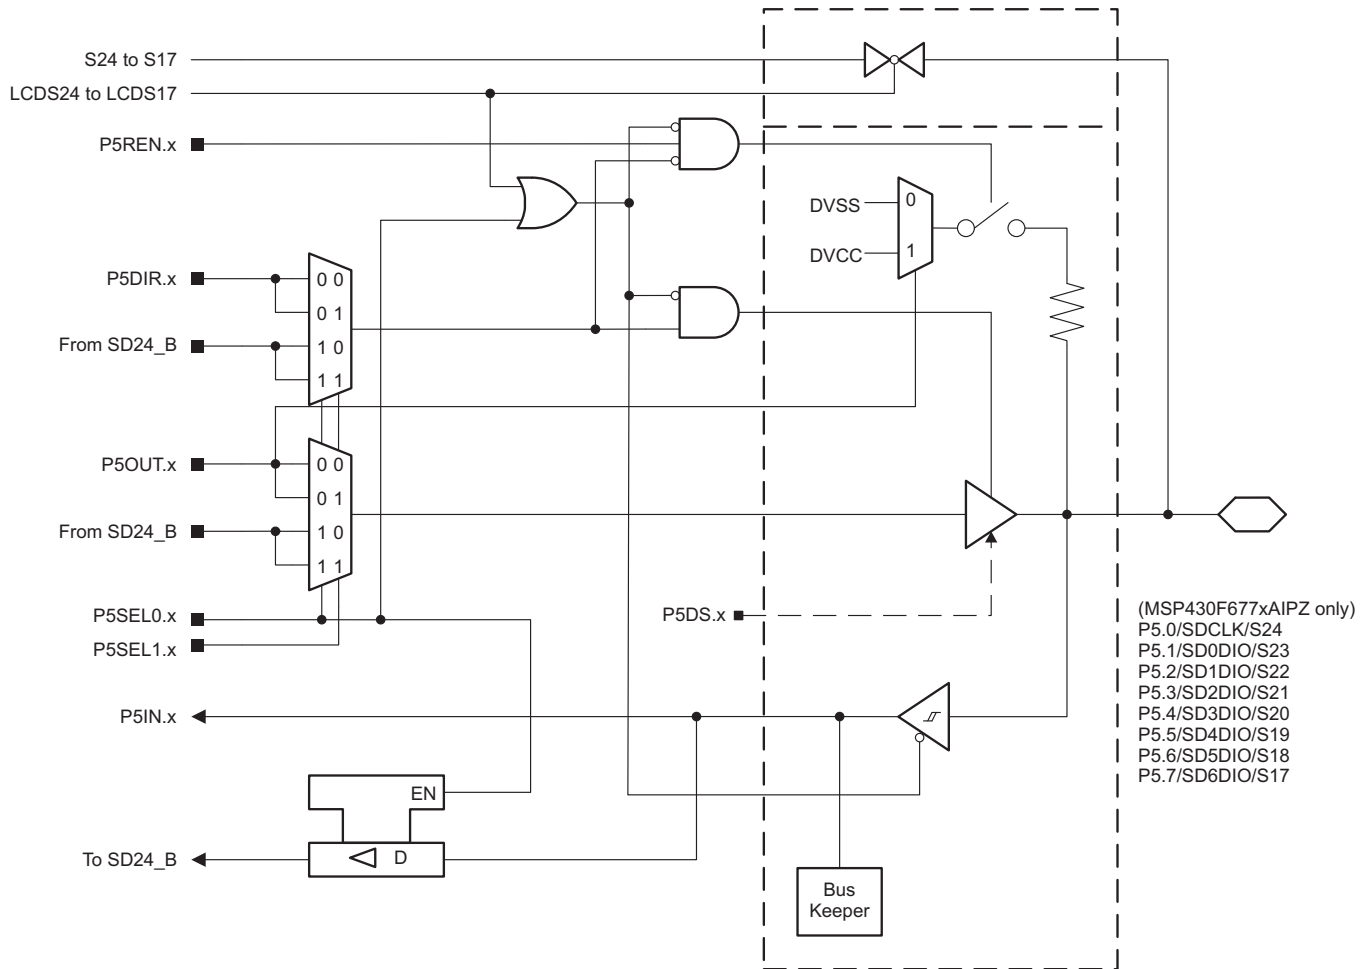 S24 to S17
LCDS24 to LCDS17
P5REN.x
DVSS
0
DVCC
1
P5DIR.x
0 0
0 1
From SD24_B
1 0
1 1
P5OUT.x
0 0
0 1
From SD24_B
1 0
1 1
P5SEL0.x
P5SEL1.x
P5DS.x
(MSP430F677xAIPZ only)
P5.0/SDCLK/S24
P5.1/SD0DIO/S23
P5.2/SD1DIO/S22
P5.3/SD2DIO/S21
P5.4/SD3DIO/S20
P5.5/SD4DIO/S19
P5.6/SD5DIO/S18
P5.7/SD6DIO/S17
P5IN.x
EN
To SD24_B
D
Bus
Keeper